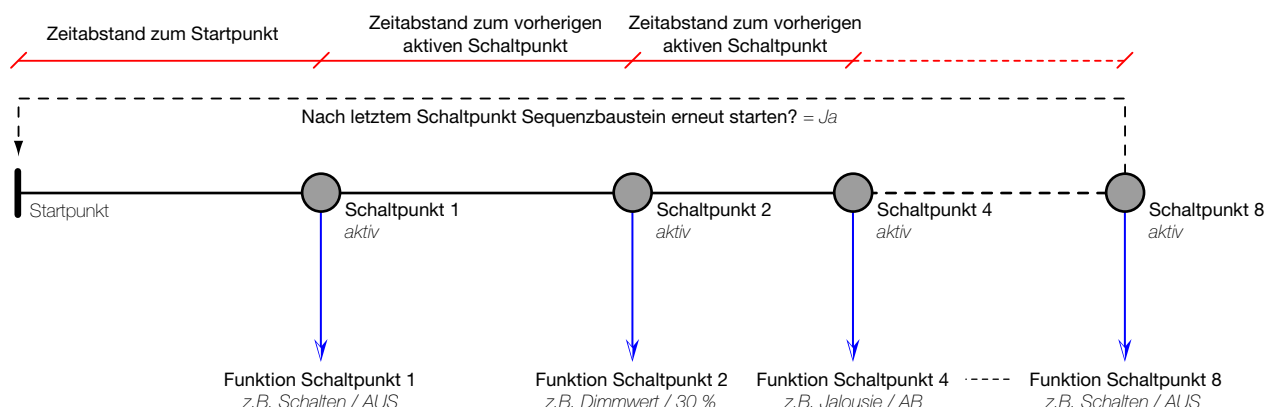 Zeitabstand zum Startpunkt
Zeitabstand zum vorherigen
aktiven Schaltpunkt
Zeitabstand zum vorherigen
aktiven Schaltpunkt
Nach letztem Schaltpunkt Sequenzbaustein erneut starten? = Ja
Startpunkt
Schaltpunkt 1
aktiv
Schaltpunkt 2
aktiv
Schaltpunkt 4
aktiv
Schaltpunkt 8
aktiv
Funktion Schaltpunkt 1
z.B. Schalten / AUS
Funktion Schaltpunkt 2
z.B. Dimmwert / 30 %
Funktion Schaltpunkt 4
z.B. Jalousie / AB
Funktion Schaltpunkt 8
z.B. Schalten / AUS